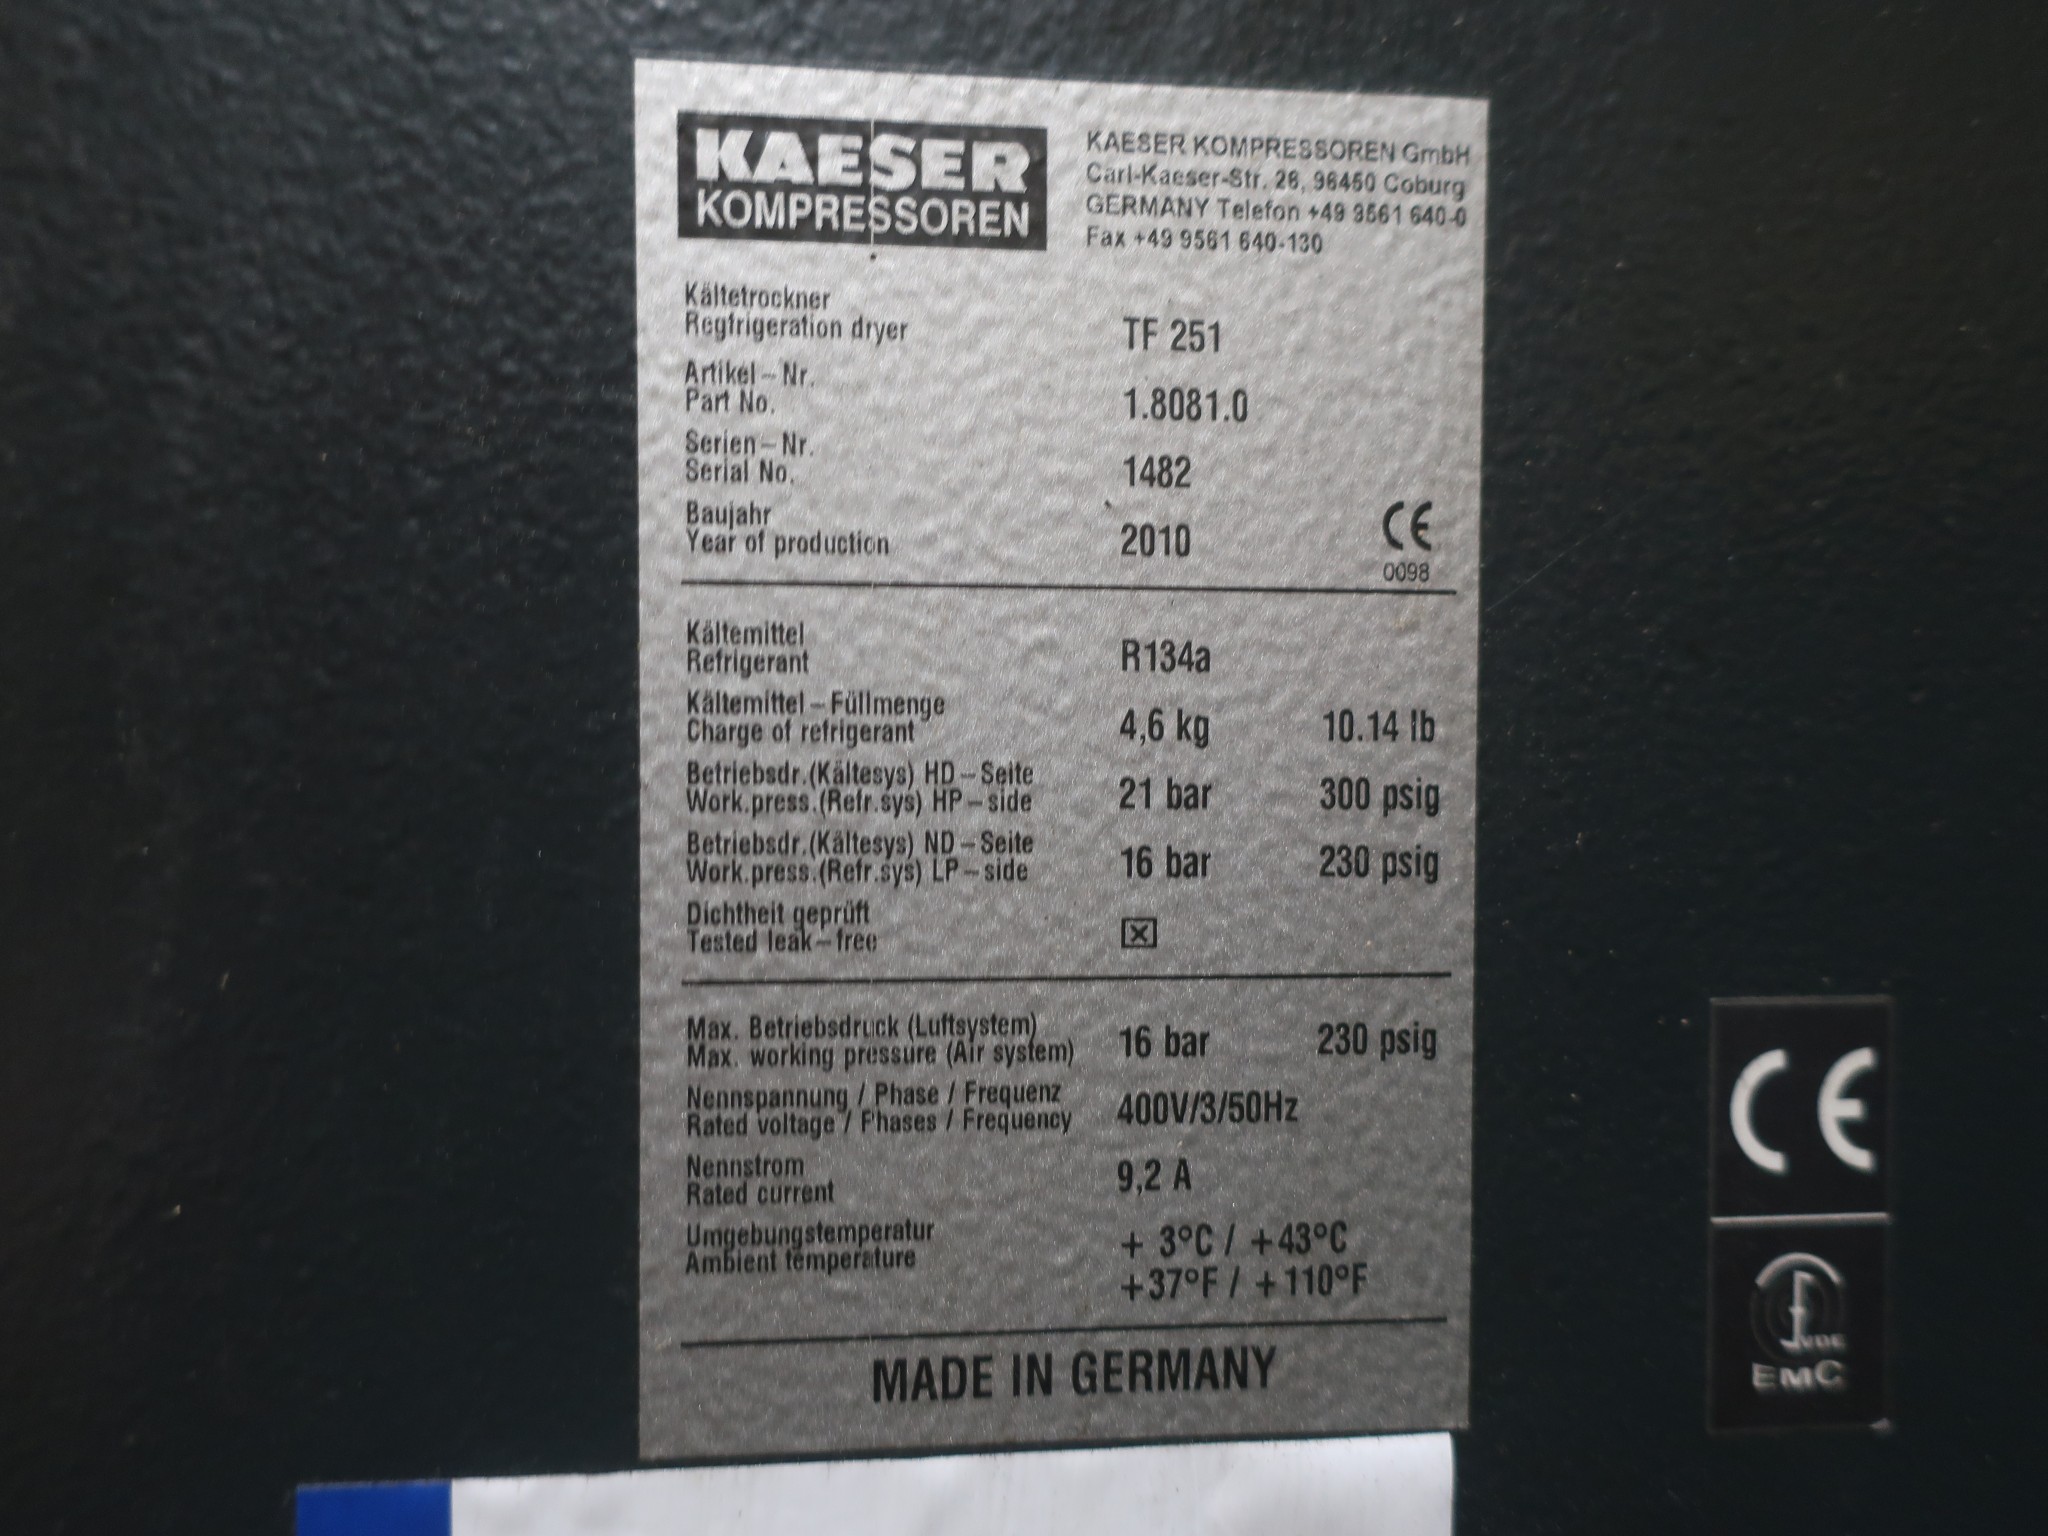 KAESER
KOMPRESSOREN
KAESER KOMPRESSOREN GmbH
Carl-Kaeser-Str. 26, 96450 Coburg
GERMANY Telefon +49 9561 640-0
Fax +49 9561 640-130
Kältetrockner
Regfrigeration dryer
TF 251
Artikel – Nr.
Part No.
1.8081.0
Serien – Nr.
Serial No.
1482
Baujahr
Year of production
2010
CE
0098
Kältemittel
Refrigerant
R134a
Kältemittel – Füllmenge
Charge of refrigerant
4,6 kg 10.14 lb
Betriebsdr.(Kältesys) HD – Seite
Work.press.(Refr.sys) HP – side
21 bar 300 psig
Betriebsdr.(Kältesys) ND – Seite
Work.press.(Refr.sys) LP – side
16 bar 230 psig
Dichtheit geprüft
Tested leak – free
☒
Max. Betriebsdruck (Luftsystem)
Max. working pressure (Air system)
16 bar 230 psig
Nennspannung / Phase / Frequenz
Rated voltage / Phases / Frequency
400V/3/50Hz
Nennstrom
Rated current
9,2 A
Umgebungstemperatur
Ambient temperature
+ 3°C / +43°C
+37°F / +110°F
MADE IN GERMANY
CE
VDE
EMC